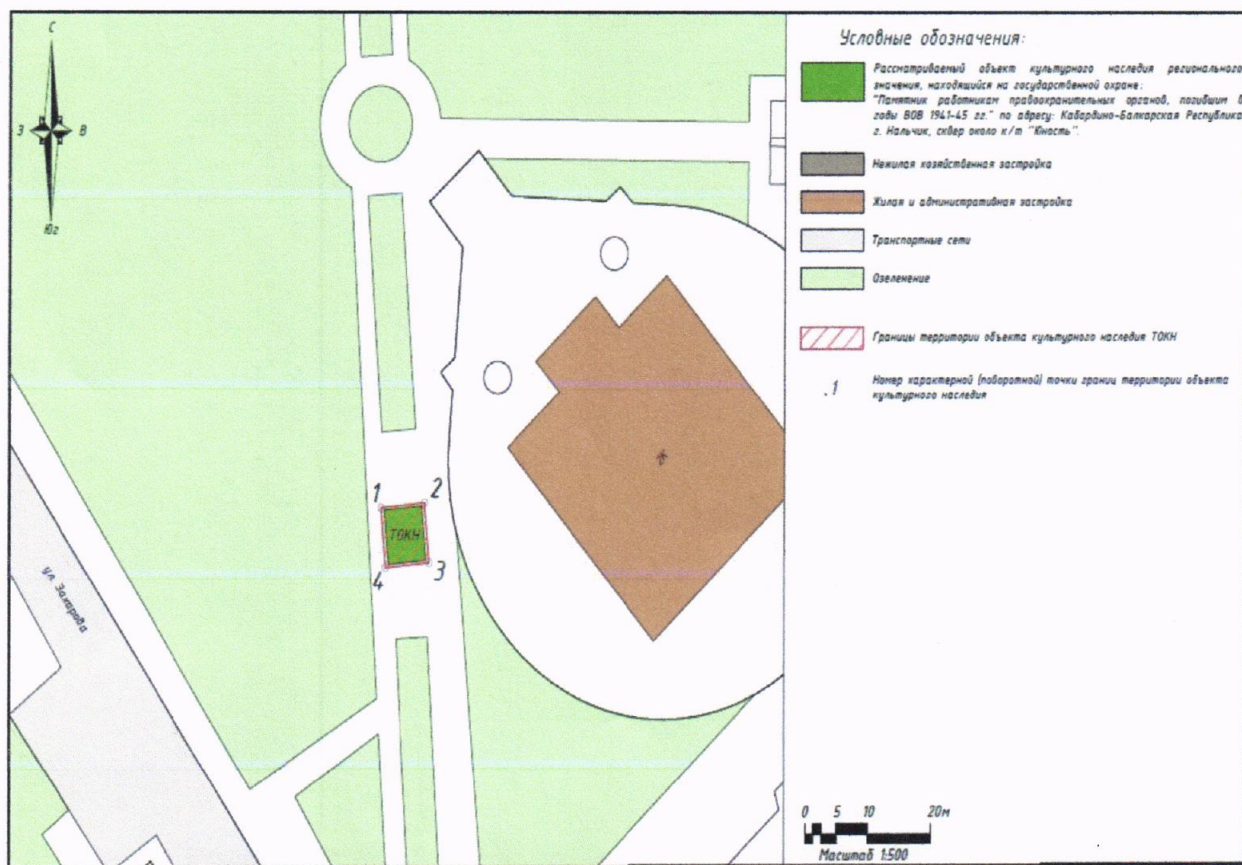 С
З
В
Юг
1
2
ТОКН
4
3
ул. Захарова
Ж
Условные обозначения:
Рассматриваемый объект культурного наследия регионального
значения, находящийся на государственной охране:
"Памятник работникам правоохранительных органов, погибшим в
годы ВОВ 1941-45 гг." по адресу: Кабардино-Балкарская Республика,
г. Нальчик, сквер около к/т "Юность".
Нежилая хозяйственная застройка
Жилая и административная застройка
Транспортные сети
Озеленение
Границы территории объекта культурного наследия ТОКН
.1
Номер характерной (поворотной) точки границ территории объекта
культурного наследия
0 5 10 20м
Масштаб 1:500